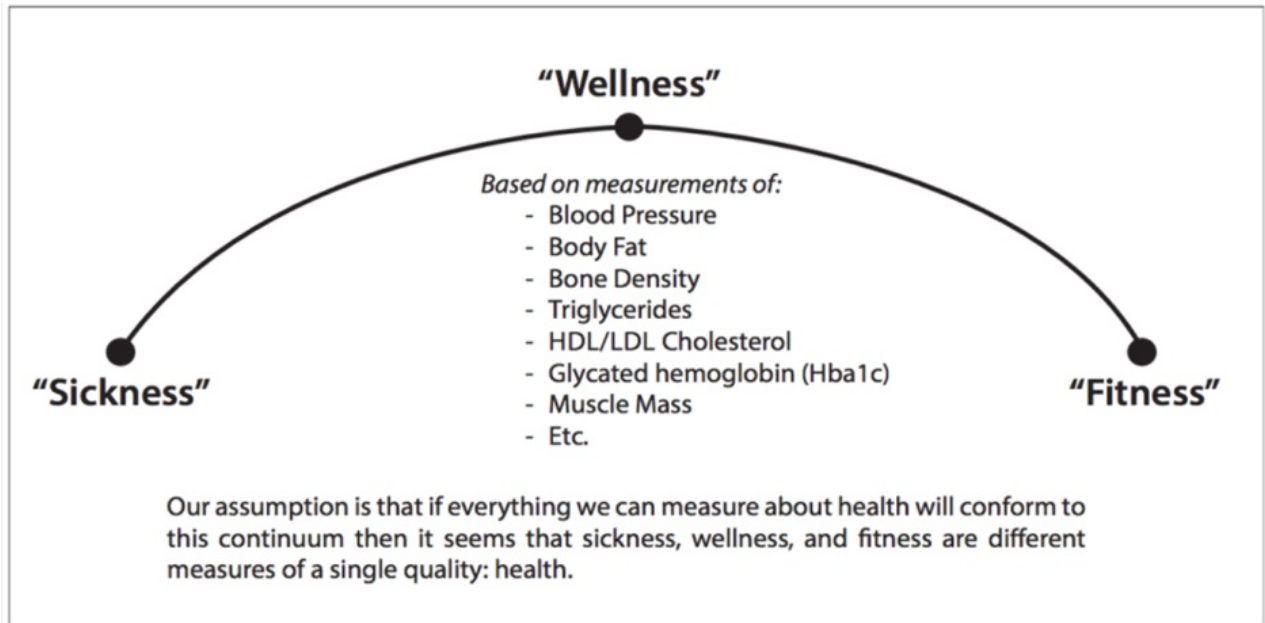 “Wellness”
Based on measurements of:
- Blood Pressure
- Body Fat
- Bone Density
- Triglycerides
- HDL/LDL Cholesterol
- Glycated hemoglobin (Hba1c)
- Muscle Mass
- Etc.
“Sickness”
“Fitness”
Our assumption is that if everything we can measure about health will conform to
this continuum then it seems that sickness, wellness, and fitness are different
measures of a single quality: health.